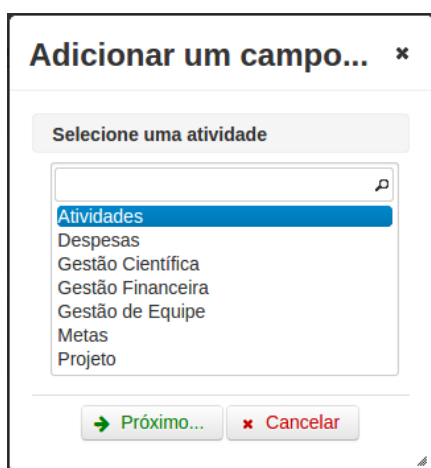 Adicionar um campo...
Selecione uma atividade
Atividades
Despesas
Gestão Científica
Gestão Financeira
Gestão de Equipe
Metas
Projeto
Próximo...
Cancelar